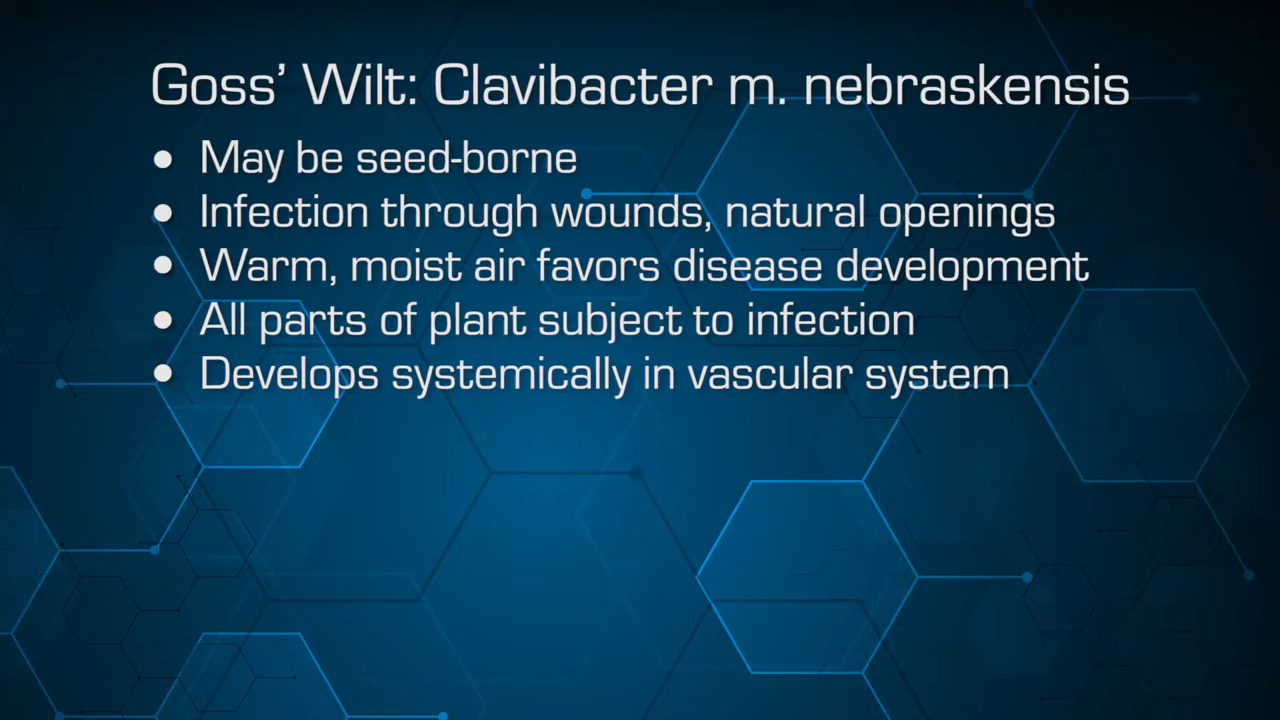 Goss’ Wilt: Clavibacter m. nebraskensis
● May be seed-borne
● Infection through wounds, natural openings
● Warm, moist air favors disease development
● All parts of plant subject to infection
● Develops systemically in vascular system